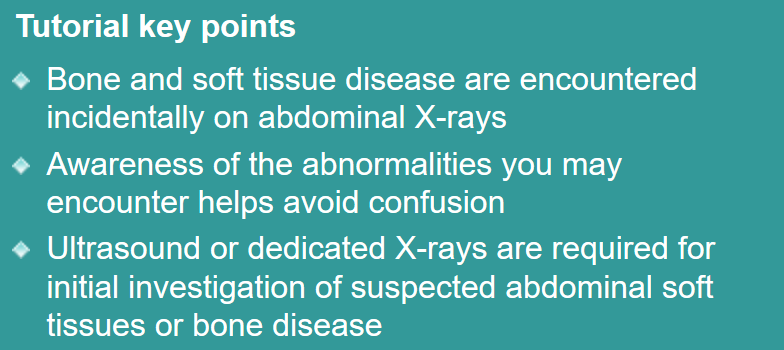 Tutorial key points
Bone and soft tissue disease are encountered
incidentally on abdominal X-rays
Awareness of the abnormalities you may
encounter helps avoid confusion
Ultrasound or dedicated X-rays are required for
initial investigation of suspected abdominal soft
tissues or bone disease